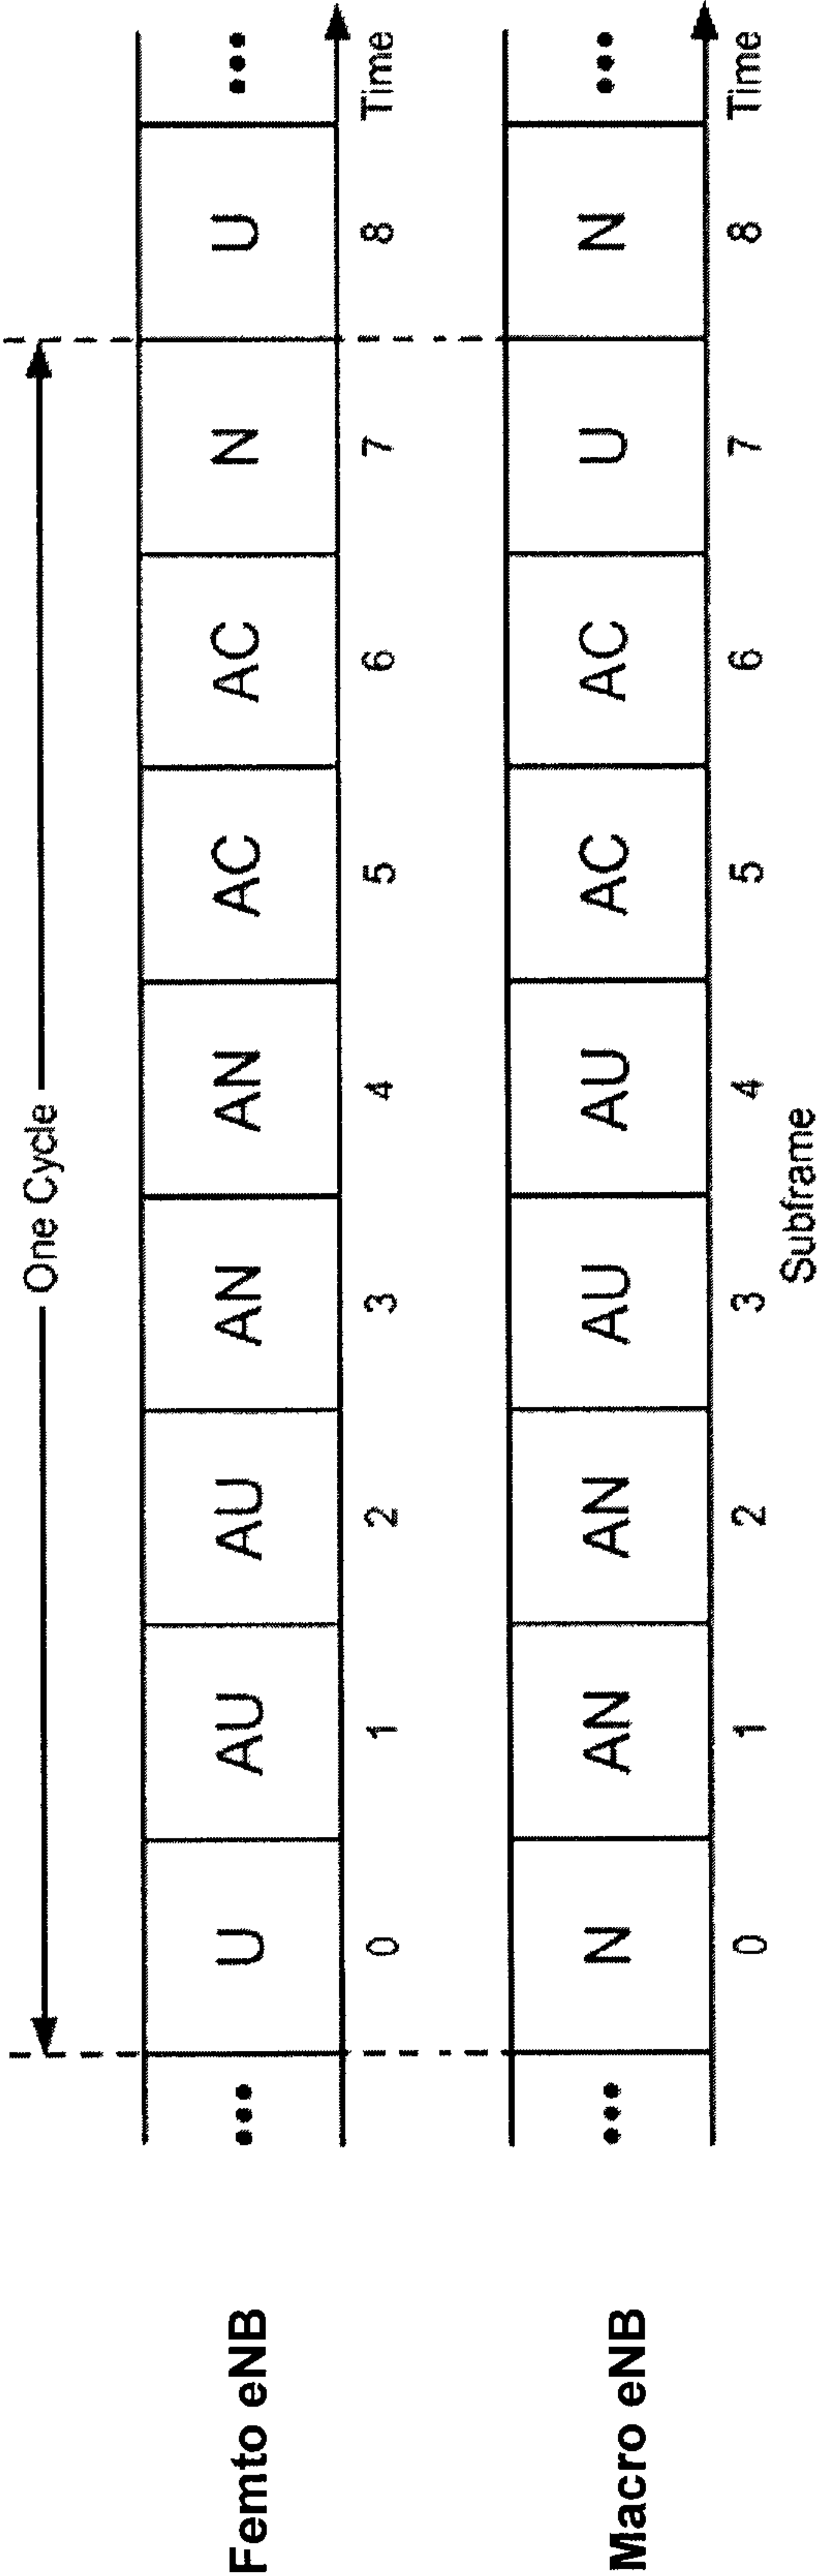 One Cycle
Femto eNB ••• U AU AU AN AN AC AC N U •••
0 1 2 3 4 5 6 7 8 Time
Macro eNB ••• N AN AN AU AU AC AC U N •••
0 1 2 3 4 5 6 7 8 Time
Subframe